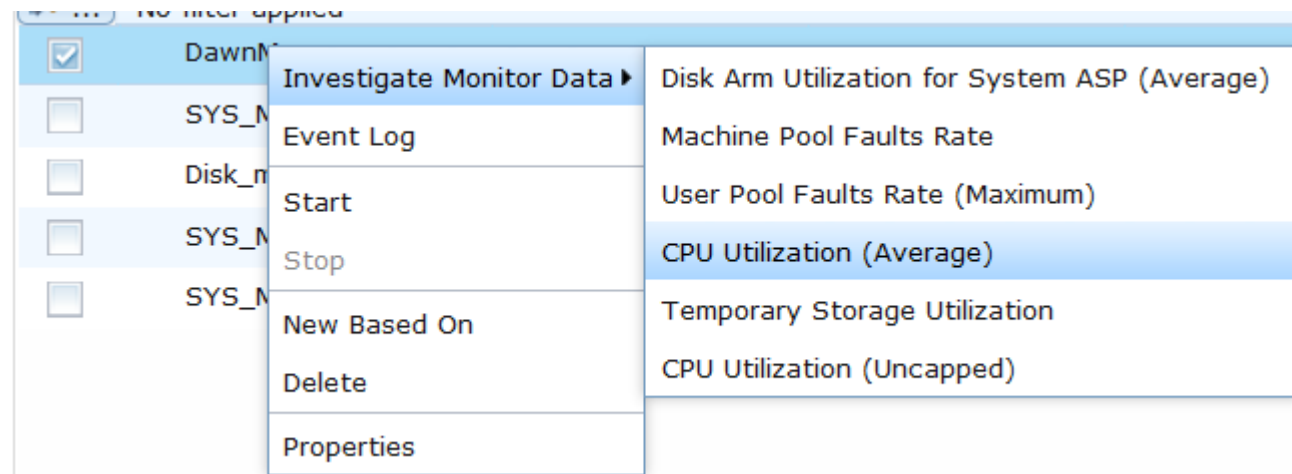 No filter applied
DawnM
SYS_M
Disk_m
SYS_M
SYS_M
Investigate Monitor Data
Event Log
Start
Stop
New Based On
Delete
Properties
Disk Arm Utilization for System ASP (Average)
Machine Pool Faults Rate
User Pool Faults Rate (Maximum)
CPU Utilization (Average)
Temporary Storage Utilization
CPU Utilization (Uncapped)